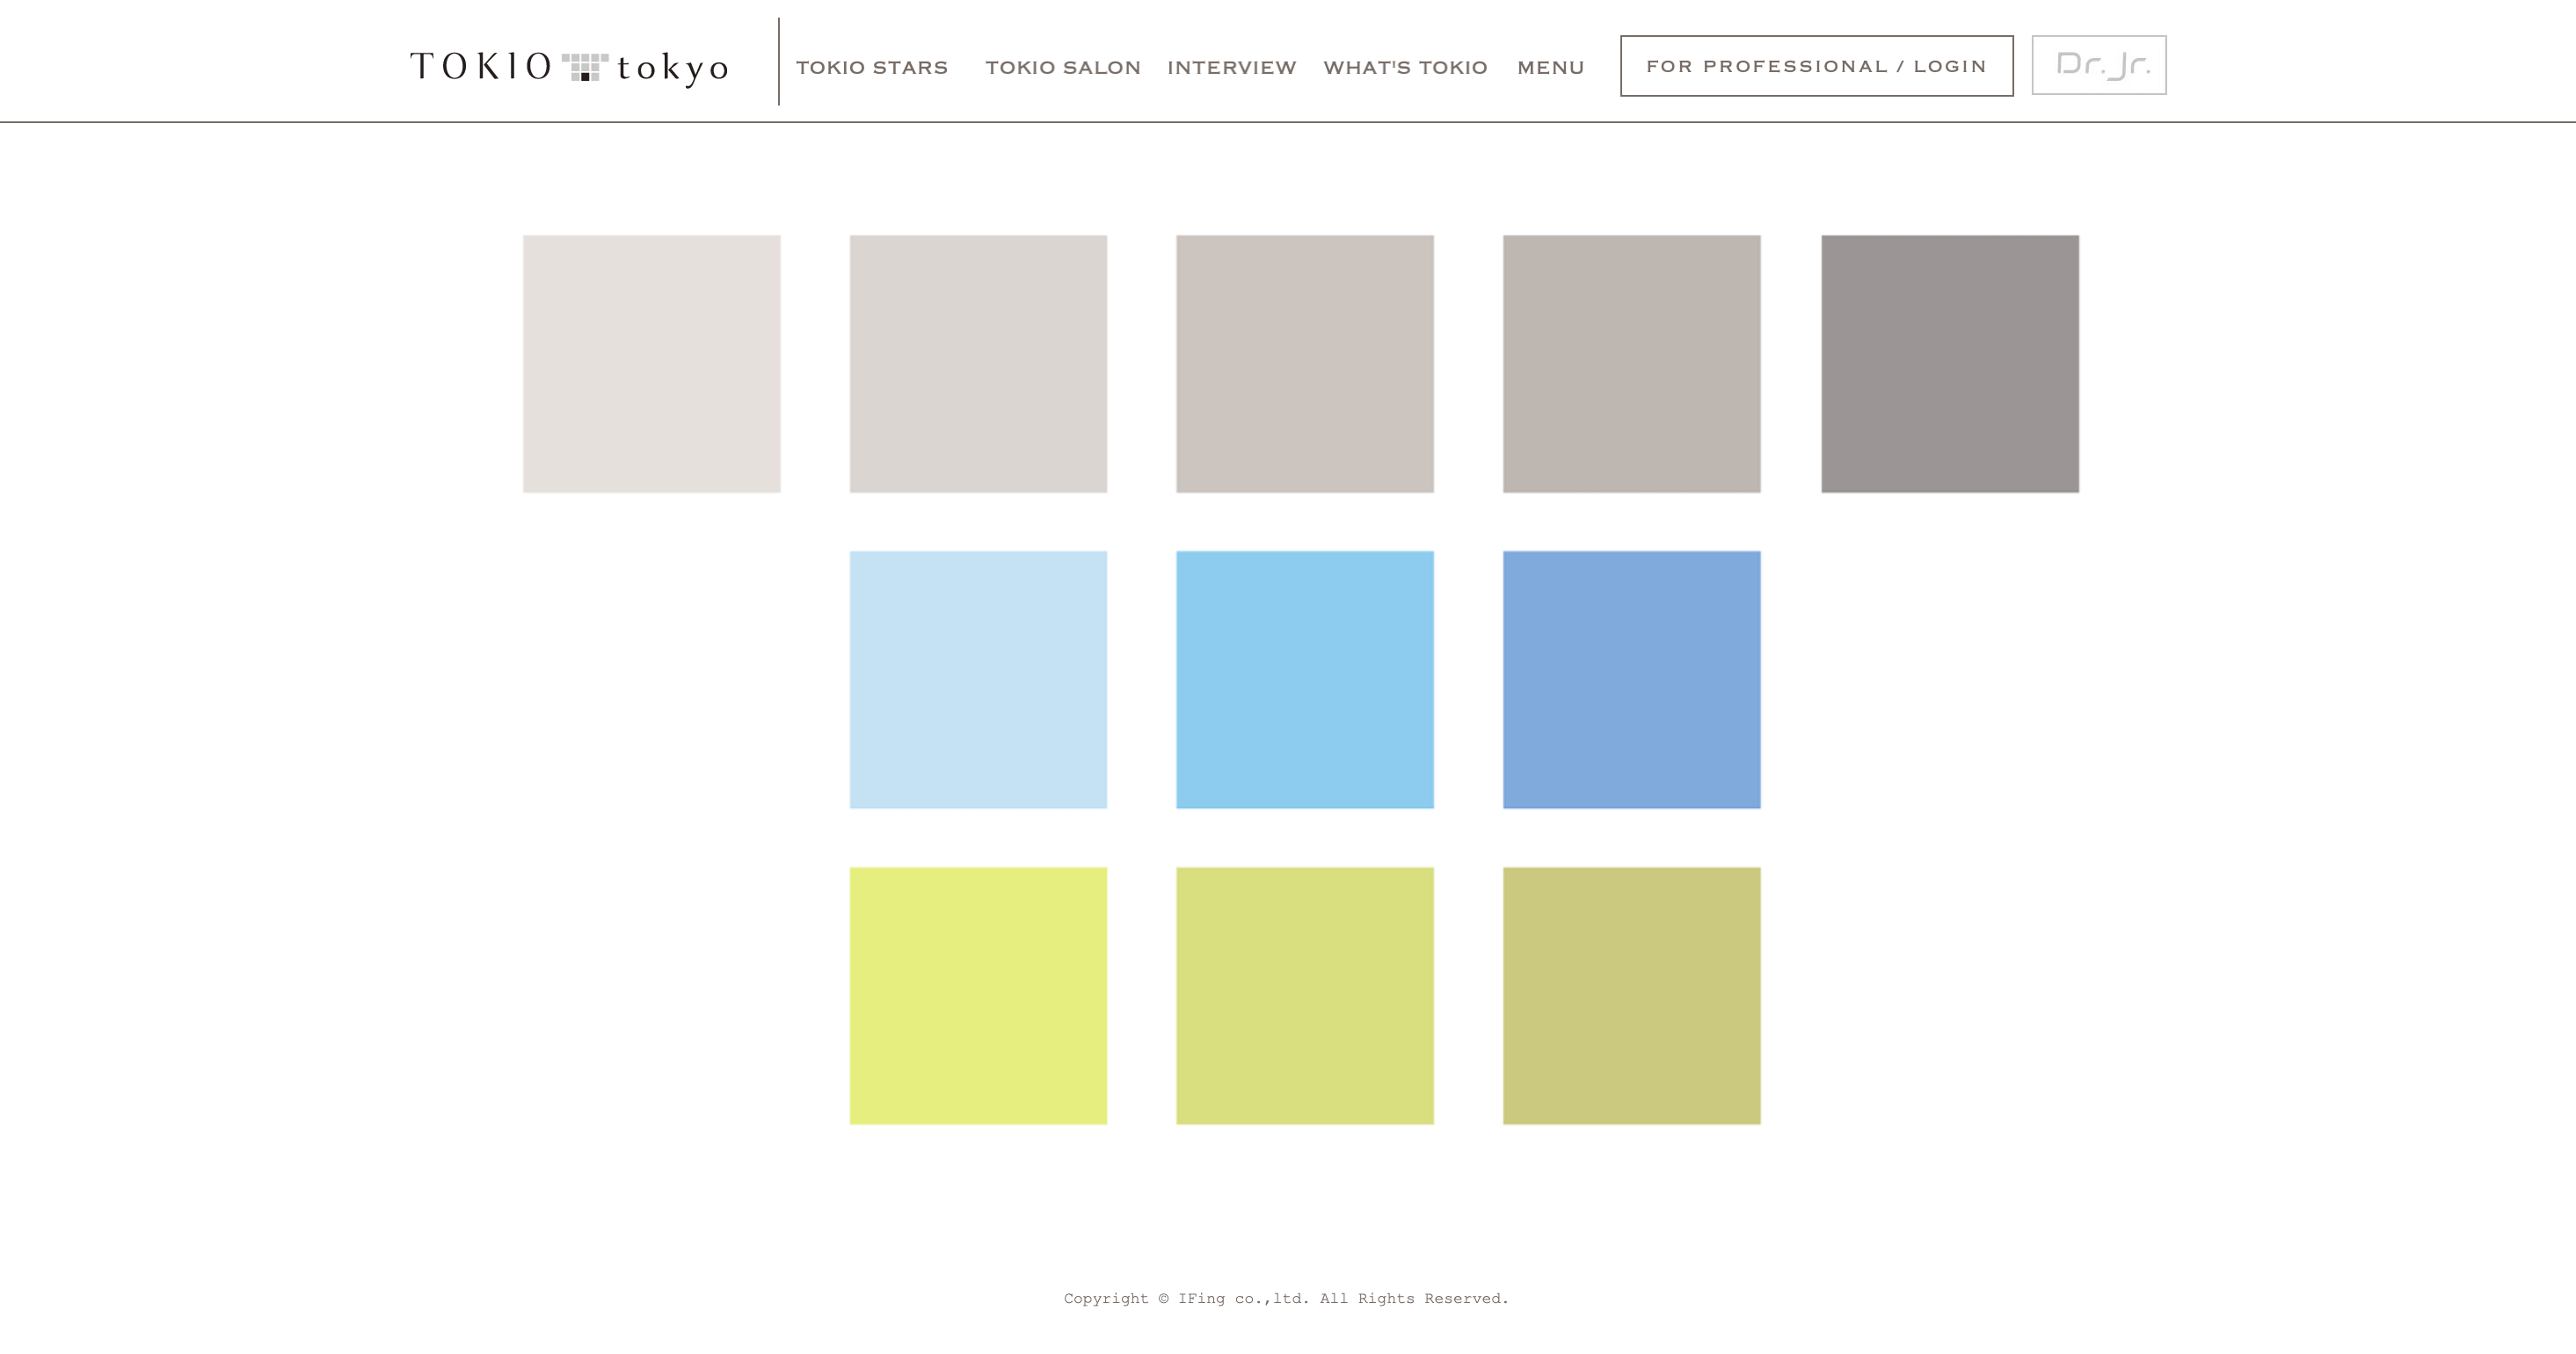 TOKIO tokyo
TOKIO STARS TOKIO SALON INTERVIEW WHAT'S TOKIO MENU FOR PROFESSIONAL / LOGIN Dr.Jr.
Copyright © IFing co.,ltd. All Rights Reserved.